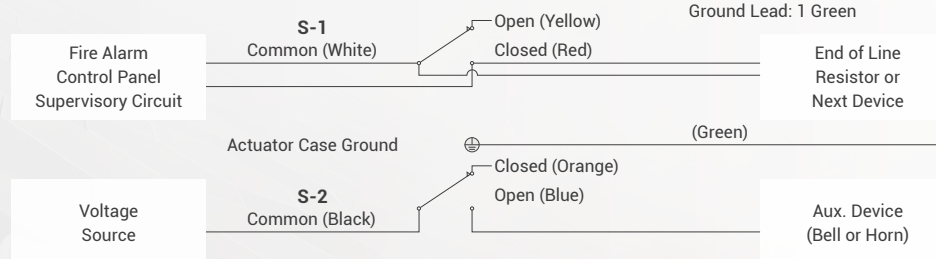 Ground Lead: 1 Green
S-1
Common (White)
Open (Yellow)
Closed (Red)
Fire Alarm
Control Panel
Supervisory Circuit
End of Line
Resistor or
Next Device
Actuator Case Ground
(Green)
Closed (Orange)
S-2
Common (Black)
Open (Blue)
Voltage
Source
Aux. Device
(Bell or Horn)